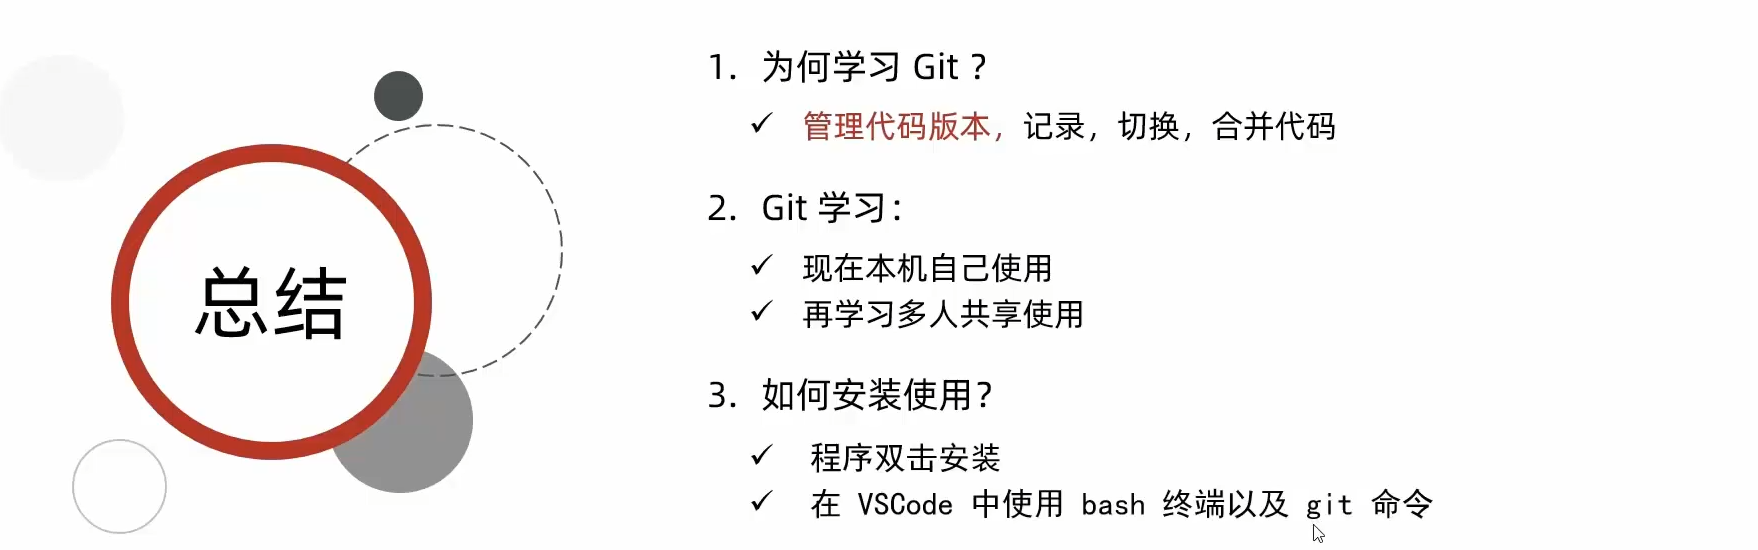 总结
1. 为何学习 Git ?
✓ 管理代码版本，记录，切换，合并代码
2. Git 学习：
✓ 现在本机自己使用
✓ 再学习多人共享使用
3. 如何安装使用？
✓ 程序双击安装
✓ 在 VSCode 中使用 bash 终端以及 git 命令